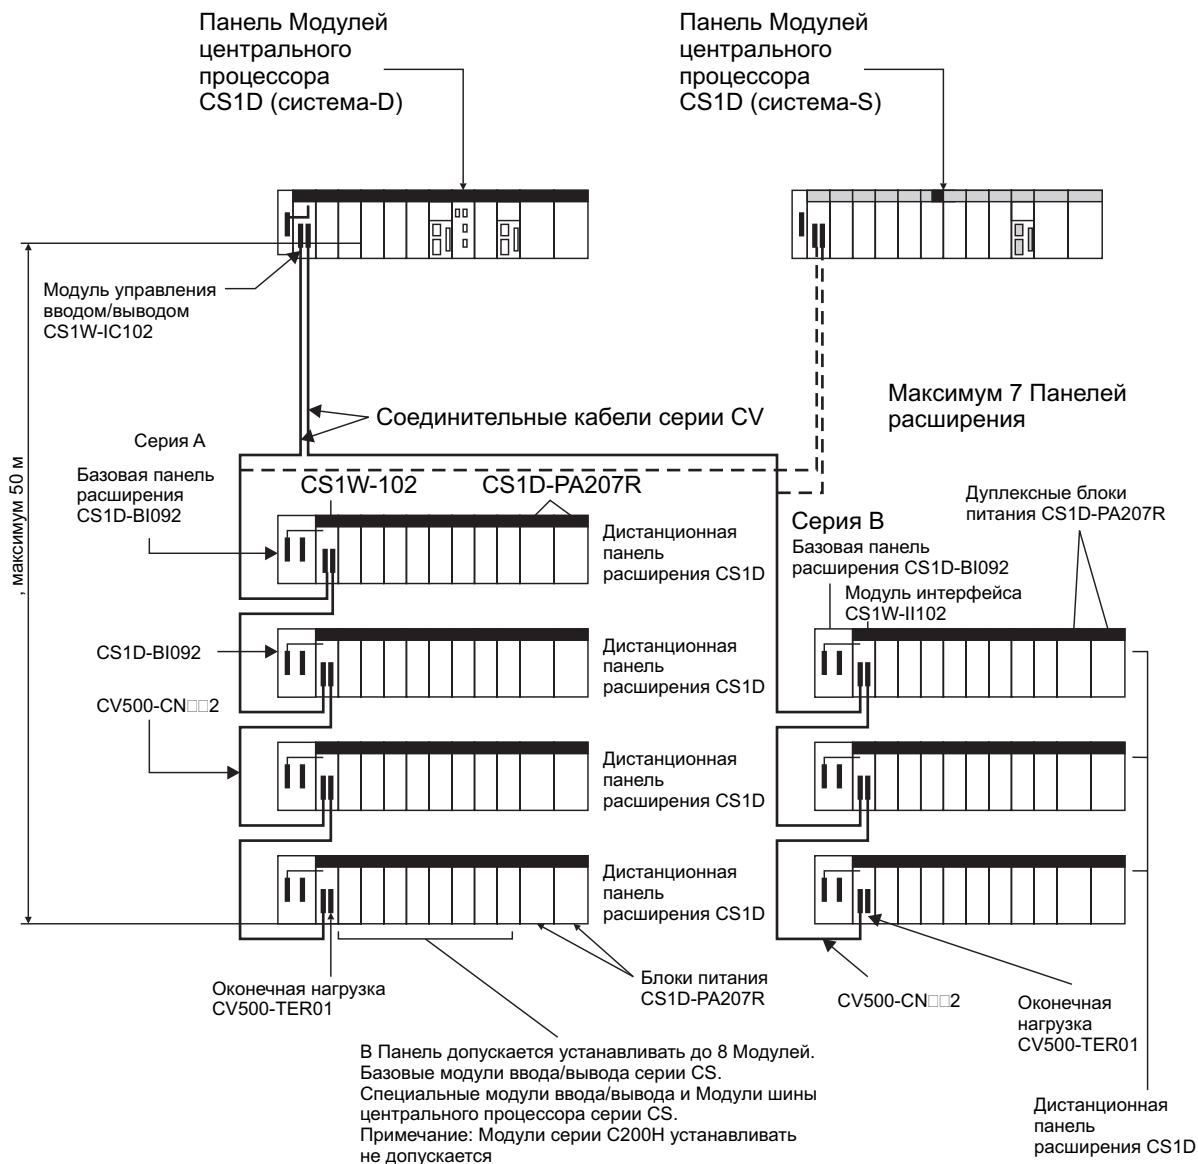 Панель Модулей
центрального
процессора
CS1D (система-D)
Панель Модулей
центрального
процессора
CS1D (система-S)
Модуль управления
вводом/выводом
CS1W-IC102
, максимум 50 м
Соединительные кабели серии CV
Максимум 7 Панелей
расширения
Серия А
Базовая панель
расширения
CS1D-BI092
CS1W-102
CS1D-PA207R
Дистанционная
панель
расширения CS1D
Дуплексные блоки
питания CS1D-PA207R
Серия В
Базовая панель
расширения CS1D-BI092
Модуль интерфейса
CS1W-II102
CS1D-BI092
Дистанционная
панель
расширения CS1D
CV500-CN□□2
Дистанционная
панель
расширения CS1D
Дистанционная
панель
расширения CS1D
Оконечная нагрузка
CV500-TER01
Блоки питания
CS1D-PA207R
CV500-CN□□2
Оконечная
нагрузка
CV500-TER01
В Панель допускается устанавливать до 8 Модулей.
Базовые модули ввода/вывода серии CS.
Специальные модули ввода/вывода и Модули шины
центрального процессора серии CS.
Примечание: Модули серии C200H устанавливать
не допускается
Дистанционная
панель
расширения CS1D